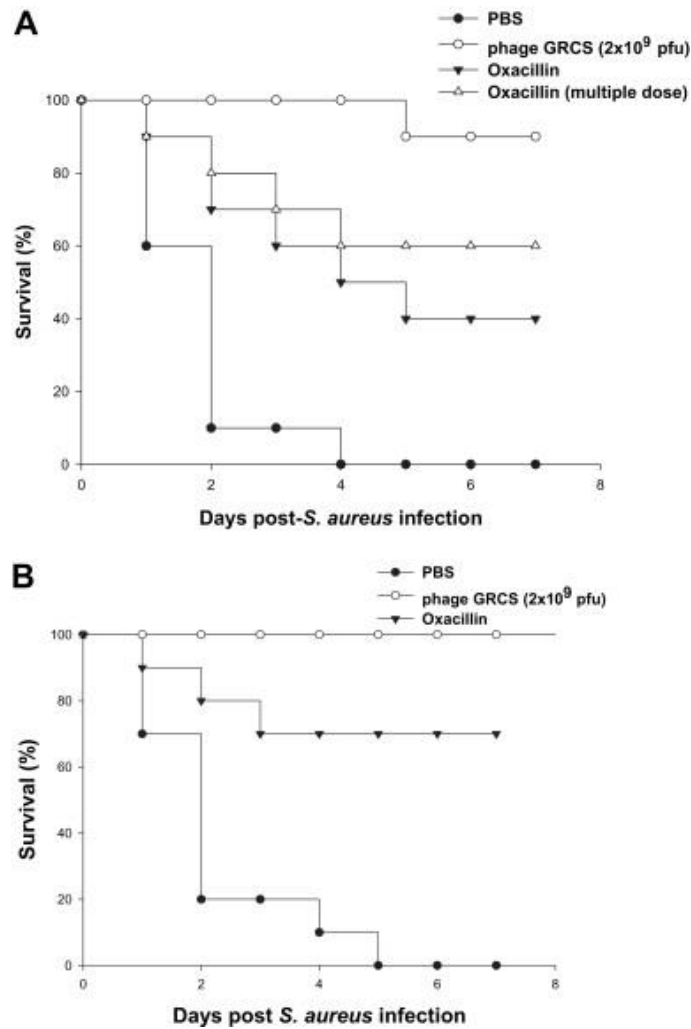 A
PBS
phage GRCS (2x10⁹ pfu)
Oxacillin
Oxacillin (multiple dose)
100
80
60
40
20
0
Survival (%)
0 2 4 6 8
Days post-S. aureus infection
B
PBS
phage GRCS (2x10⁹ pfu)
Oxacillin
100
80
60
40
20
0
Survival (%)
0 2 4 6 8
Days post S. aureus infection